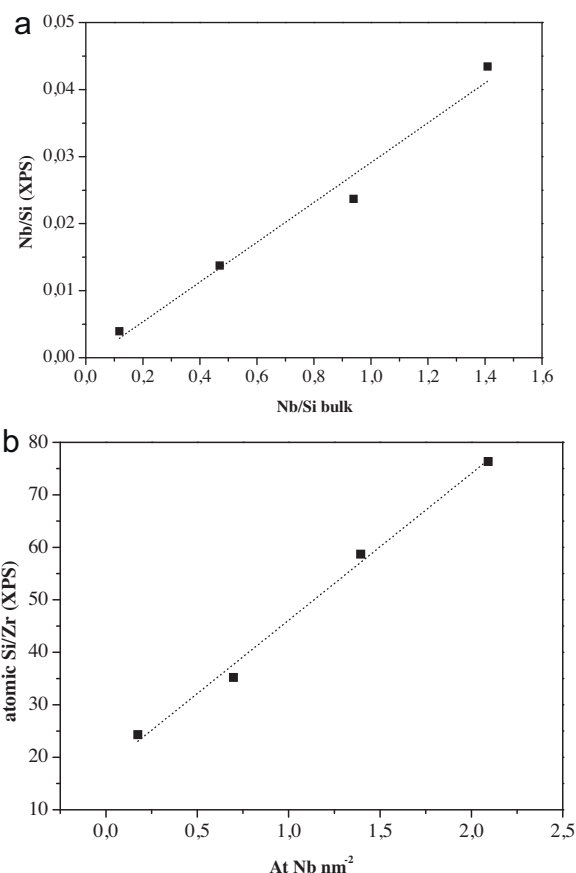 a
0,05
0,04
0,03
0,02
0,01
0,00
Nb/Si (XPS)
0,0 0,2 0,4 0,6 0,8 1,0 1,2 1,4 1,6
Nb/Si bulk
b
80
70
60
50
40
30
20
10
atomic Si/Zr (XPS)
0,0 0,5 1,0 1,5 2,0 2,5
At Nb nm⁻²